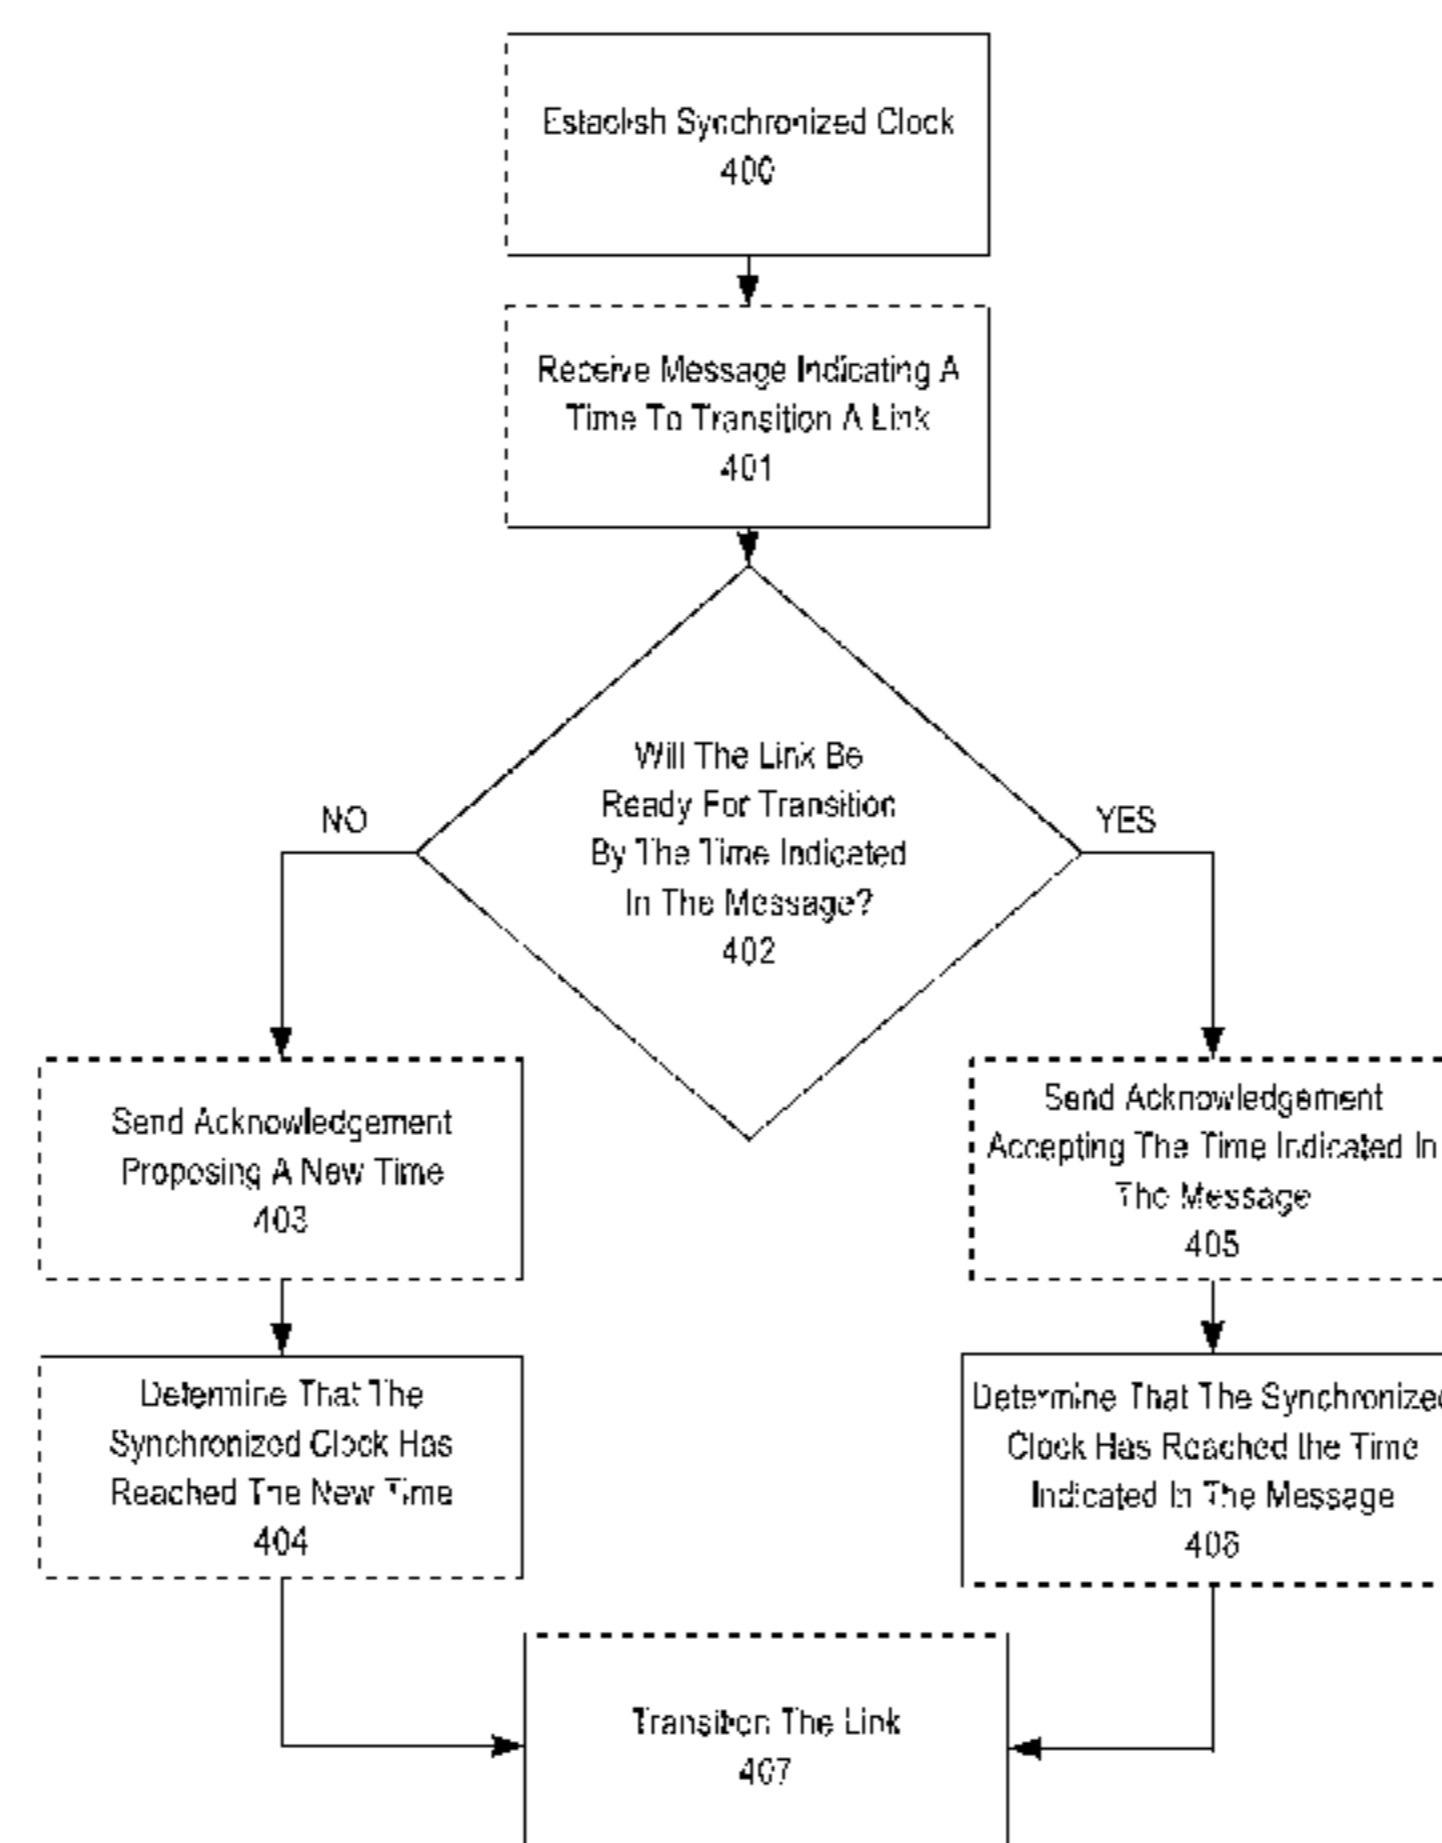 Establish Synchronized Clock
400
Receive Message Indicating A
Time To Transition A Link
401
Will The Link Be
Ready For Transition
By The Time Indicated
In The Message?
402
NO
YES
Send Acknowledgement
Proposing A New Time
403
Send Acknowledgement
Accepting The Time Indicated In
The Message
405
Determine That The
Synchronized Clock Has
Reached The New Time
404
Determine That The Synchronized
Clock Has Reached the Time
Indicated In The Message
406
Transition The Link
407